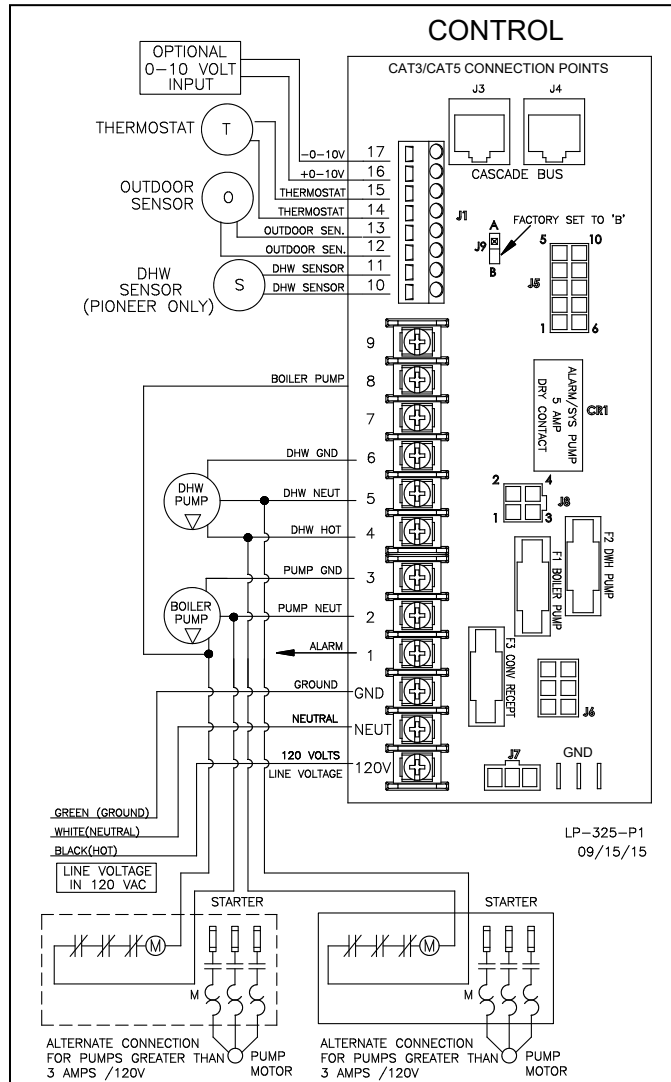 CONTROL
OPTIONAL
0-10 VOLT
INPUT
CAT3/CAT5 CONNECTION POINTS
J3
J4
CASCADE BUS
THERMOSTAT
T
OUTDOOR
SENSOR
O
DHW
SENSOR
(PIONEER ONLY)
S
-0-10V 17
+0-10V 16
THERMOSTAT 15
THERMOSTAT 14
OUTDOOR SEN. 13
OUTDOOR SEN. 12
DHW SENSOR 11
DHW SENSOR 10
J1
A
J9
B
FACTORY SET TO 'B'
5 10
J5
1 6
9
BOILER PUMP 8
7
DHW GND 6
DHW NEUT 5
DHW HOT 4
PUMP GND 3
PUMP NEUT 2
ALARM 1
GROUND GND
NEUTRAL NEUT
120 VOLTS 120V
LINE VOLTAGE
DHW
PUMP
BOILER
PUMP
ALARM/SYS PUMP
5 AMP
DRY CONTACT
CR1
2 4
J8
1 3
F2 DWH PUMP
F1 BOILER PUMP
F3 CONV RECEPT
J6
J7
GND
GREEN (GROUND)
WHITE(NEUTRAL)
BLACK(HOT)
LINE VOLTAGE
IN 120 VAC
LP-325-P1
09/15/15
STARTER
M
M
ALTERNATE CONNECTION
FOR PUMPS GREATER THAN
3 AMPS /120V
PUMP
MOTOR
STARTER
M
M
ALTERNATE CONNECTION
FOR PUMPS GREATER THAN
3 AMPS /120V
PUMP
MOTOR